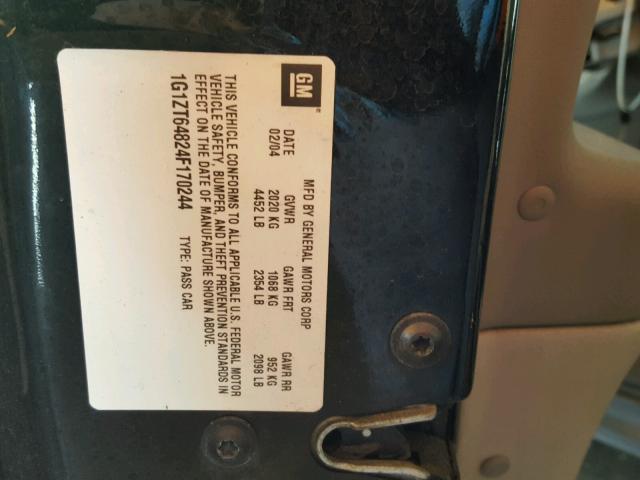 GM
MFD BY GENERAL MOTORS CORP
DATE GVWR GAWR FRT GAWR RR
02/04 2020 KG 1068 KG 952 KG
4452 LB 2354 LB 2098 LB
THIS VEHICLE CONFORMS TO ALL APPLICABLE U.S. FEDERAL MOTOR
VEHICLE SAFETY, BUMPER, AND THEFT PREVENTION STANDARDS IN
EFFECT ON THE DATE OF MANUFACTURE SHOWN ABOVE.
1G1ZT64824F170244 TYPE: PASS CAR